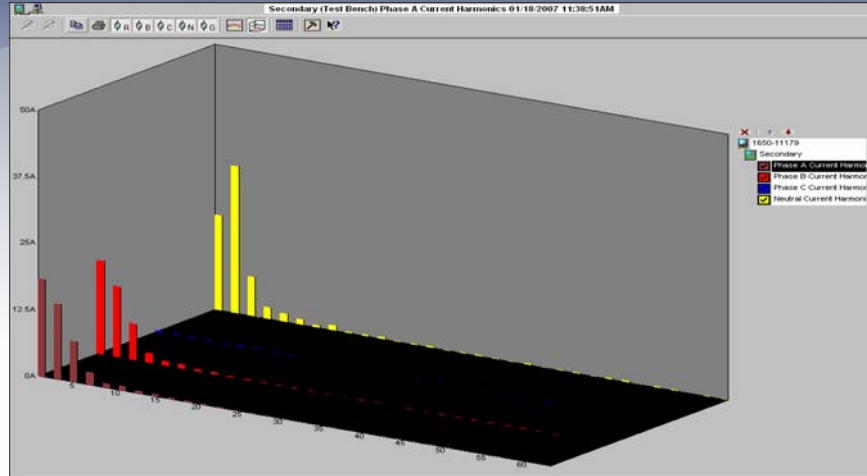 Secondary (Test Bench) Phase A Current Harmonics 01/18/2007 11:38:51AM
A B C N G
50A
37.5A
25A
12.5A
0A
5 10 15 20 25 30 35 40 45 50 55 60
1650-11179
Secondary
Phase A Current Harmo
Phase B Current Harmo
Phase C Current Harmo
Neutral Current Harmoni